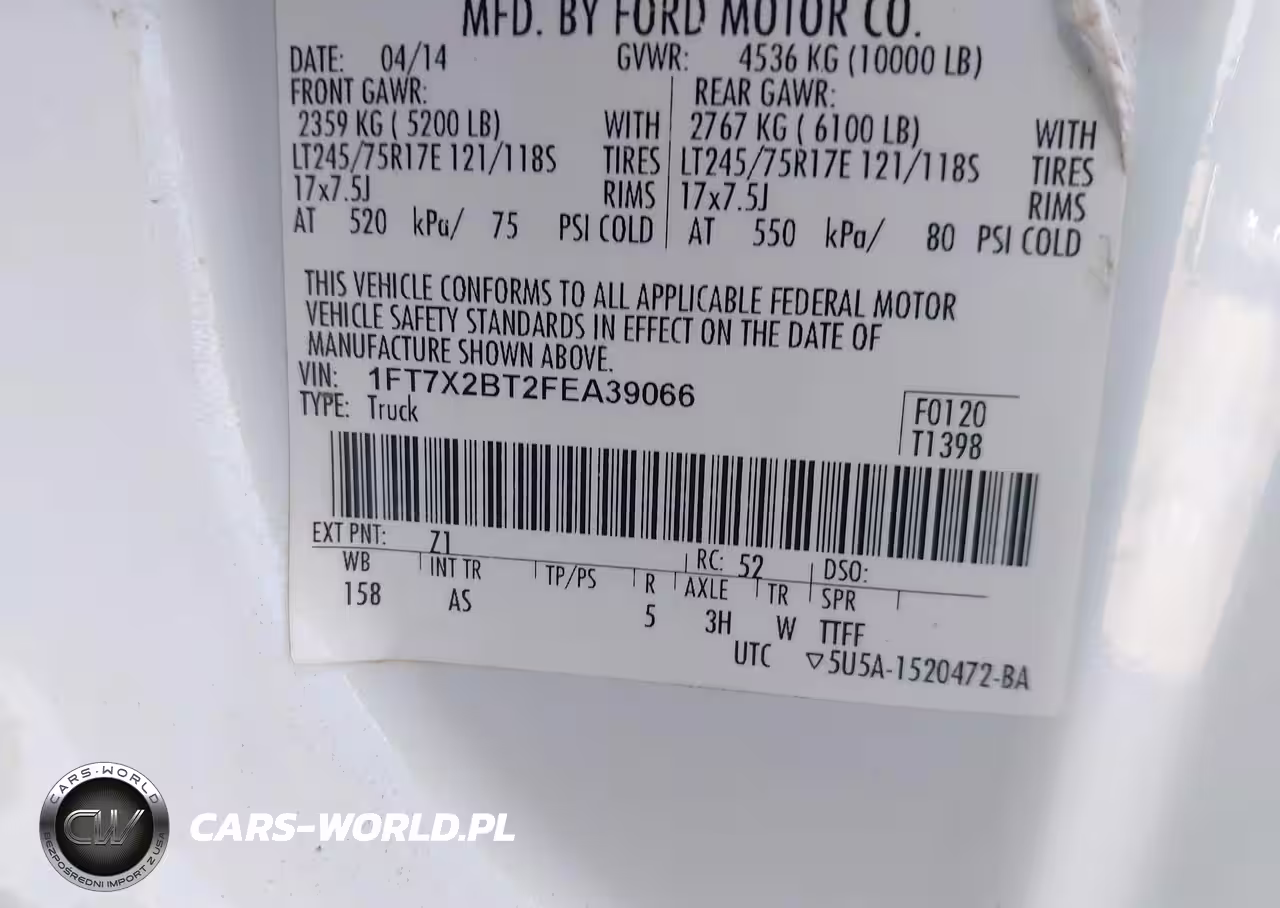 MFD. BY FORD MOTOR CO.
DATE: 04/14 GVWR: 4536 KG (10000 LB)
FRONT GAWR: REAR GAWR:
2359 KG ( 5200 LB) WITH 2767 KG ( 6100 LB) WITH
LT245/75R17E 121/118S TIRES LT245/75R17E 121/118S TIRES
17x7.5J RIMS 17x7.5J RIMS
AT 520 kPa/ 75 PSI COLD AT 550 kPa/ 80 PSI COLD
THIS VEHICLE CONFORMS TO ALL APPLICABLE FEDERAL MOTOR
VEHICLE SAFETY STANDARDS IN EFFECT ON THE DATE OF
MANUFACTURE SHOWN ABOVE.
VIN: 1FT7X2BT2FEA39066
TYPE: Truck
F0120
T1398
EXT PNT: Z1 RC: 52 DSO:
WB INT TR TP/PS R AXLE TR SPR
158 AS 5 3H W TTFF
UTC ▽5U5A-1520472-BA
CARS-WORLD
CW
BEZPOŚREDNI IMPORT Z USA
CARS-WORLD.PL